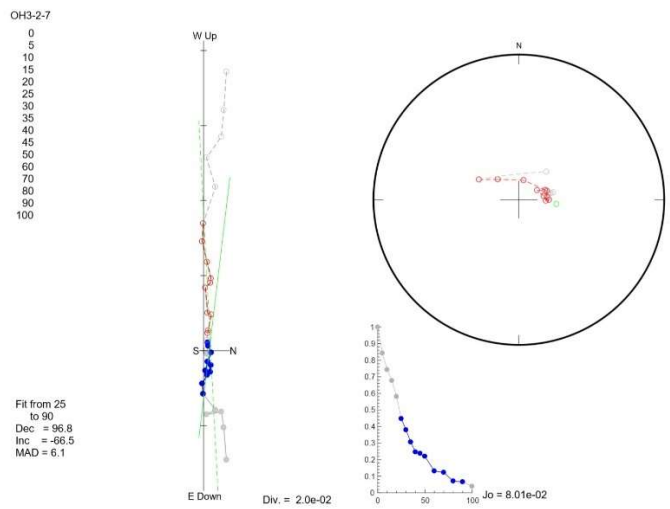 OH3-2-7
0
5
10
15
20
25
30
35
40
45
50
60
70
80
90
100
W Up
S
N
E Down
Div. = 2.0e-02
Fit from 25
to 90
Dec = 96.8
Inc = -66.5
MAD = 6.1
N
1
0.9
0.8
0.7
0.6
0.5
0.4
0.3
0.2
0.1
0
0
50
100
Jo = 8.01e-02